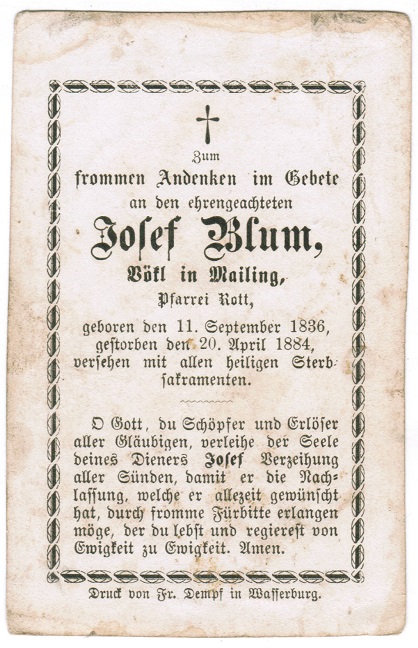 Zum
frommen Andenken im Gebete
an den ehrengeachteten
Josef Blum,
Vökl in Mailing,
Pfarrei Rott,
geboren den 11. September 1836,
gestorben den 20. April 1884,
versehen mit allen heiligen Sterb-
sakramenten.
O Gott, du Schöpfer und Erlöser
aller Gläubigen, verleihe der Seele
deines Dieners Josef Verzeihung
aller Sünden, damit er die Nach-
lassung, welche er allezeit gewünscht
hat, durch fromme Fürbitte erlangen
möge, der du lebst und regierest von
Ewigkeit zu Ewigkeit. Amen.
Druck von Fr. Dempf in Wasserburg.